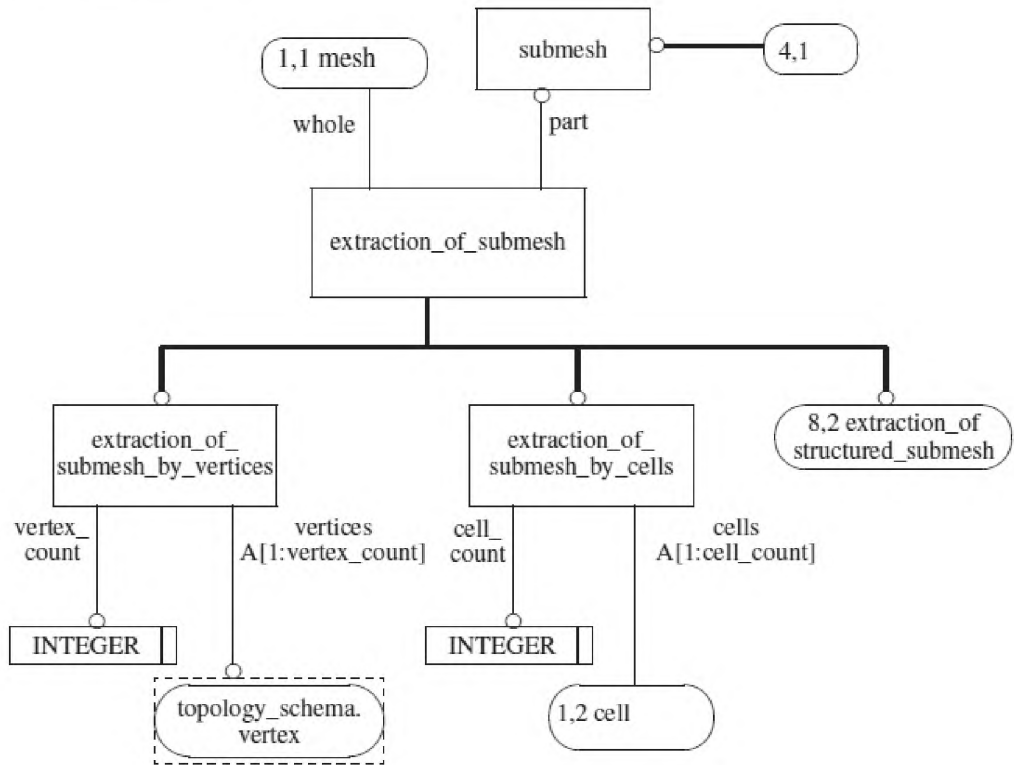 1,1 mesh
submesh
4,1
whole
part
extraction_of_submesh
extraction_of_
submesh_by_vertices
extraction_of_
submesh_by_cells
8,2 extraction_of
structured_submesh
vertex_
count
vertices
A[1:vertex_count]
cell_
count
cells
A[1:cell_count]
INTEGER
INTEGER
topology_schema.
vertex
1,2 cell